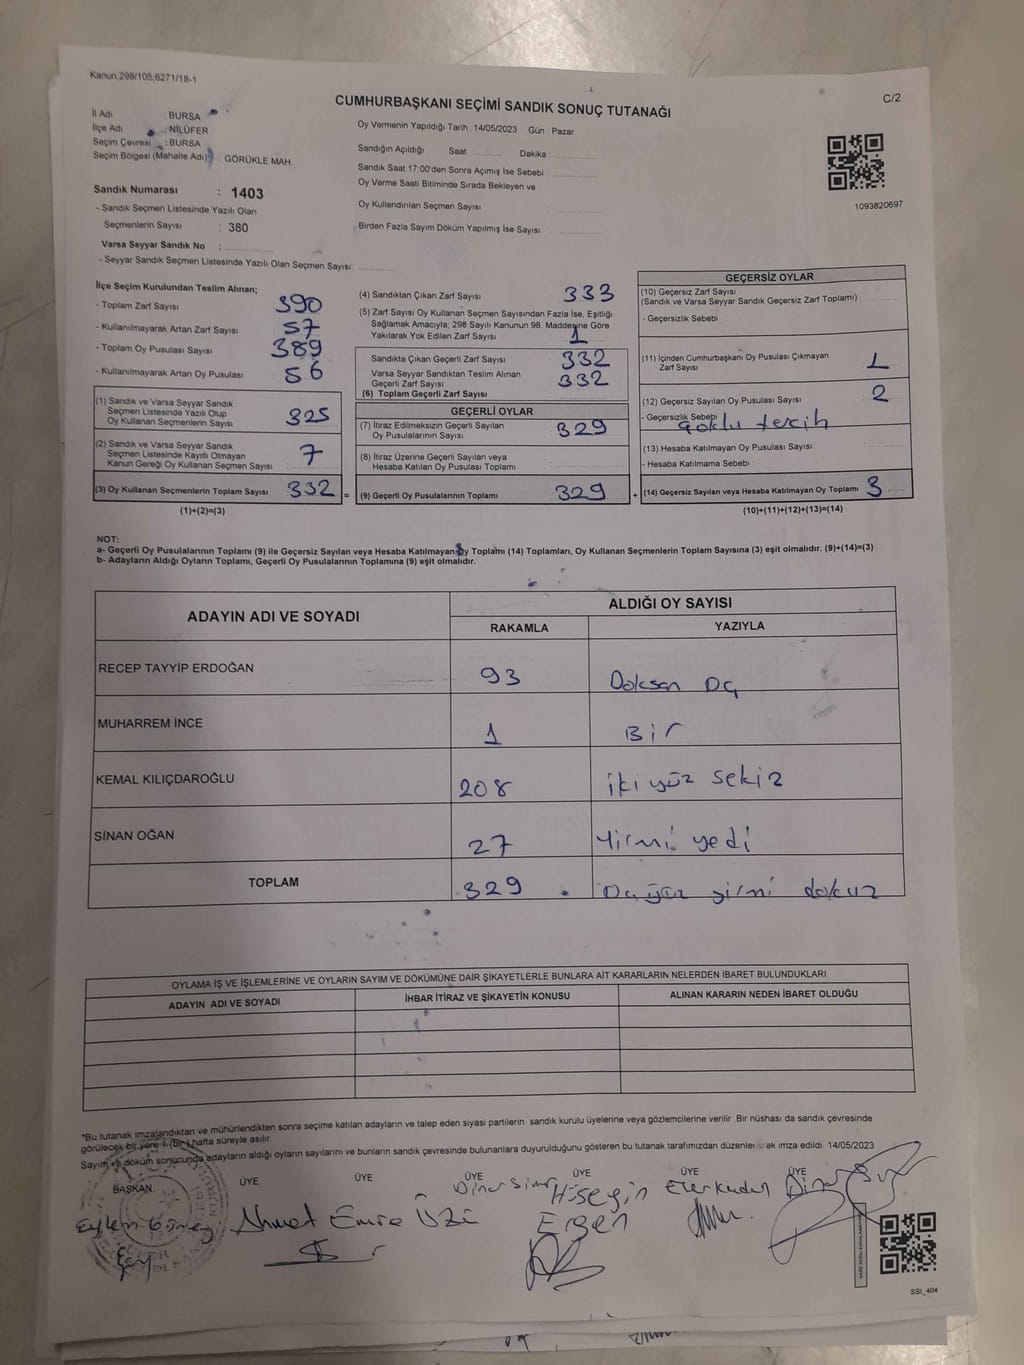 Kanun,298/105,6271/18-1
CUMHURBAŞKANI SEÇİMİ SANDIK SONUÇ TUTANAĞI
C/2
İl Adı BURSA
İlçe Adı : NİLÜFER
Seçim Çevresi : BURSA
Seçim Bölgesi (Mahalle Adı) : GÖRÜKLE MAH.
Sandık Numarası : 1403
- Sandık Seçmen Listesinde Yazılı Olan
Seçmenlerin Sayısı : 380
Varsa Seyyar Sandık No :
- Seyyar Sandık Seçmen Listesinde Yazılı Olan Seçmen Sayısı:
Oy Vermenin Yapıldığı Tarih : 14/05/2023 Gün : Pazar
Sandığın Açıldığı Saat Dakika
Sandık Saat 17:00'den Sonra Açımış İse Sebebi :
Oy Verme Saati Bitiminde Sırada Bekleyen ve
Oy Kullandırılan Seçmen Sayısı :
Birden Fazla Sayım Döküm Yapılmış İse Sayısı :
1093820697
İlçe Seçim Kurulundan Teslim Alınan;
- Toplam Zarf Sayısı 390
- Kullanılmayarak Artan Zarf Sayısı 57
- Toplam Oy Pusulası Sayısı 389
- Kullanılmayarak Artan Oy Pusulası 56
(1) Sandık ve Varsa Seyyar Sandık
Seçmen Listesinde Yazılı Olup
Oy Kullanan Seçmenlerin Sayısı 325
(2) Sandık ve Varsa Seyyar Sandık
Seçmen Listesinde Kayıtlı Olmayan
Kanun Gereği Oy Kullanan Seçmen Sayısı 7
(3) Oy Kullanan Seçmenlerin Toplam Sayısı 332 =
(1)+(2)=(3)
(4) Sandıktan Çıkan Zarf Sayısı 333
(5) Zarf Sayısı Oy Kullanan Seçmen Sayısından Fazla İse, Eşitliği
Sağlamak Amacıyla; 298 Sayılı Kanunun 98. Maddesine Göre
Yakılarak Yok Edilen Zarf Sayısı 1
Sandıkta Çıkan Geçerli Zarf Sayısı 332
Varsa Seyyar Sandıktan Teslim Alınan
Geçerli Zarf Sayısı 332
(6) Toplam Geçerli Zarf Sayısı :
GEÇERLİ OYLAR
(7) İtiraz Edilmeksizin Geçerli Sayılan
Oy Pusulalarının Sayısı 329
(8) İtiraz Üzerine Geçerli Sayılan veya
Hesaba Katılan Oy Pusulası Toplamı
(9) Geçerli Oy Pusulalarının Toplamı 329 +
GEÇERSİZ OYLAR
(10) Geçersiz Zarf Sayısı
(Sandık ve Varsa Seyyar Sandık Geçersiz Zarf Toplamı)
- Geçersizlik Sebebi :
(11) İçinden Cumhurbaşkanı Oy Pusulası Çıkmayan
Zarf Sayısı 1
(12) Geçersiz Sayılan Oy Pusulası Sayısı 2
- Geçersizlik Sebebi Çoklu tercih
(13) Hesaba Katılmayan Oy Pusulası Sayısı
- Hesaba Katılmama Sebebi :
(14) Geçersiz Sayılan veya Hesaba Katılmayan Oy Toplamı 3
(10)+(11)+(12)+(13)=(14)
NOT:
a- Geçerli Oy Pusulalarının Toplamı (9) ile Geçersiz Sayılan veya Hesaba Katılmayan Oy Toplamı (14) Toplamları, Oy Kullanan Seçmenlerin Toplam Sayısına (3) eşit olmalıdır. (9)+(14)=(3)
b- Adayların Aldığı Oyların Toplamı, Geçerli Oy Pusulalarının Toplamına (9) eşit olmalıdır.
ADAYIN ADI VE SOYADI
ALDIĞI OY SAYISI
RAKAMLA YAZIYLA
RECEP TAYYİP ERDOĞAN 93 Doksan Üç
MUHARREM İNCE 1 Bir
KEMAL KILIÇDAROĞLU 208 iki yüz sekiz
SİNAN OĞAN 27 Yirmi yedi
TOPLAM 329 Üç yüz yirmi dokuz
OYLAMA İŞ VE İŞLEMLERİNE VE OYLARIN SAYIM VE DÖKÜMÜNE DAİR ŞİKAYETLERLE BUNLARA AİT KARARLARIN NELERDEN İBARET BULUNDUKLARI
ADAYIN ADI VE SOYADI İHBAR İTİRAZ VE ŞİKAYETİN KONUSU ALINAN KARARIN NEDEN İBARET OLDUĞU
*Bu tutanak imzalandıktan ve mühürlendikten sonra seçime katılan adayların ve talep eden siyasi partilerin sandık kurulu üyelerine veya gözlemcilerine verilir. Bir nüshası da sandık çevresinde
görülecek bir yere 1 (bir) hafta süreyle asılır.
Sayım ve döküm sonucunda adayların aldığı oyların sayılarını ve bunların sandık çevresinde bulunanlara duyurulduğunu gösteren bu tutanak tarafımızdan düzenlenerek imza edildi. 14/05/2023
BAŞKAN ÜYE ÜYE ÜYE ÜYE ÜYE ÜYE
Ahmet Emre
Hüseyin
Ergen
SSI_404